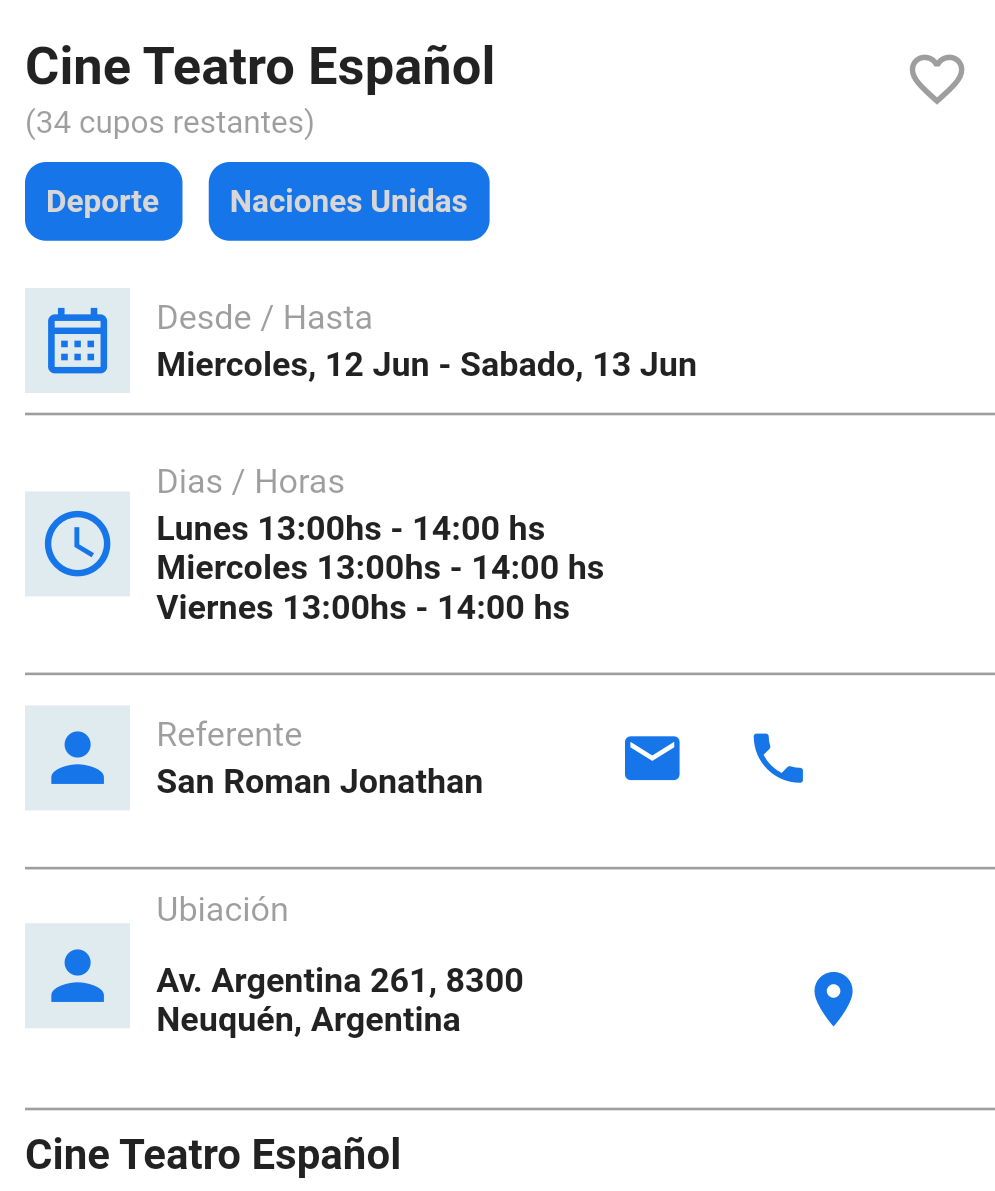 Cine Teatro Español
(34 cupos restantes)
Deporte
Naciones Unidas
Desde / Hasta
Miercoles, 12 Jun - Sabado, 13 Jun
Dias / Horas
Lunes 13:00hs - 14:00 hs
Miercoles 13:00hs - 14:00 hs
Viernes 13:00hs - 14:00 hs
Referente
San Roman Jonathan
Ubiación
Av. Argentina 261, 8300
Neuquén, Argentina
Cine Teatro Español